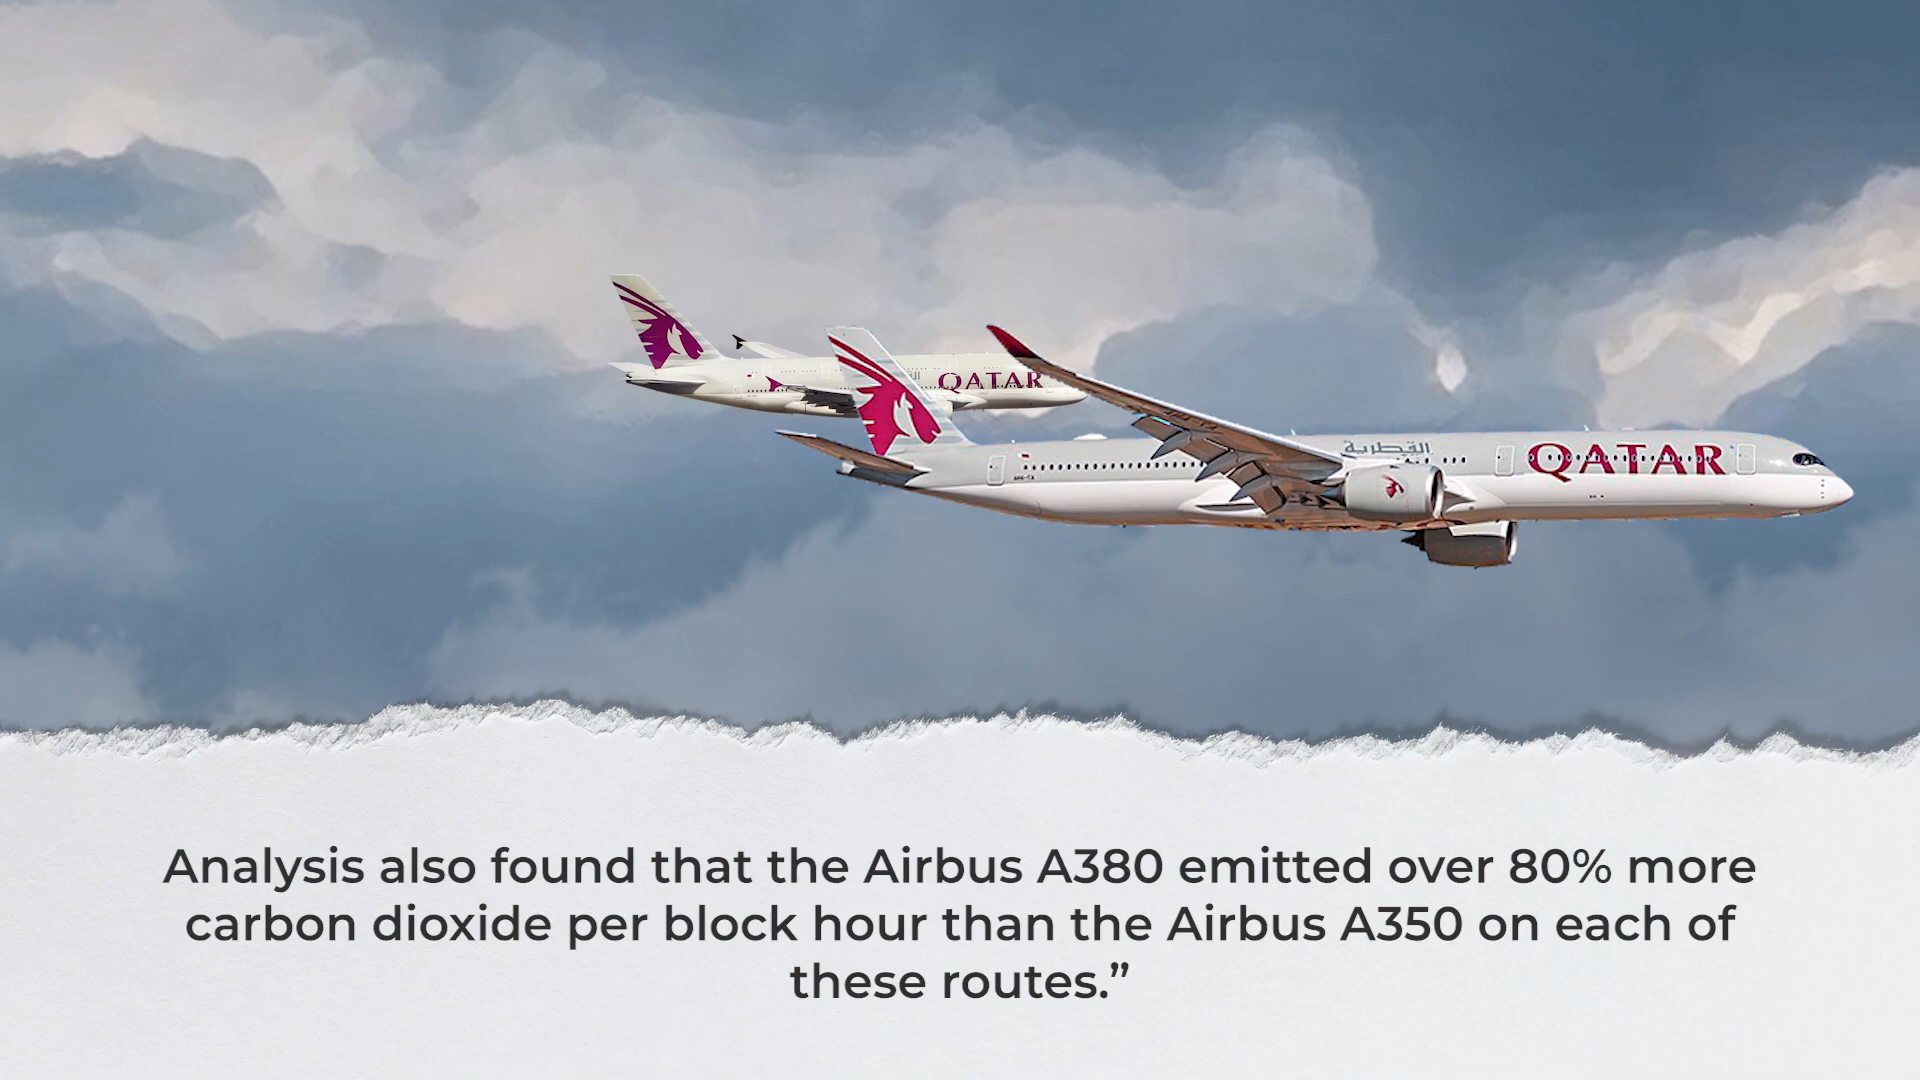 QATAR
القطرية
QATAR
Analysis also found that the Airbus A380 emitted over 80% more
carbon dioxide per block hour than the Airbus A350 on each of
these routes.”